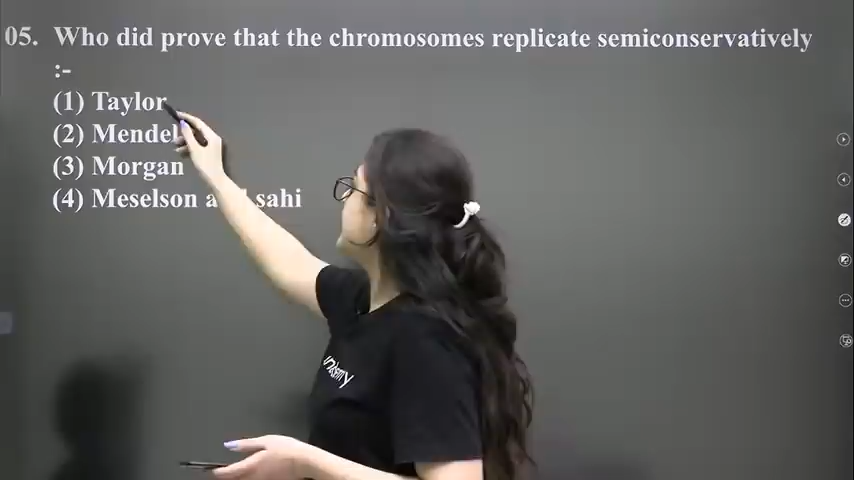 05. Who did prove that the chromosomes replicate semiconservatively
:-
(1) Taylor
(2) Mendel
(3) Morgan
(4) Meselson sahi